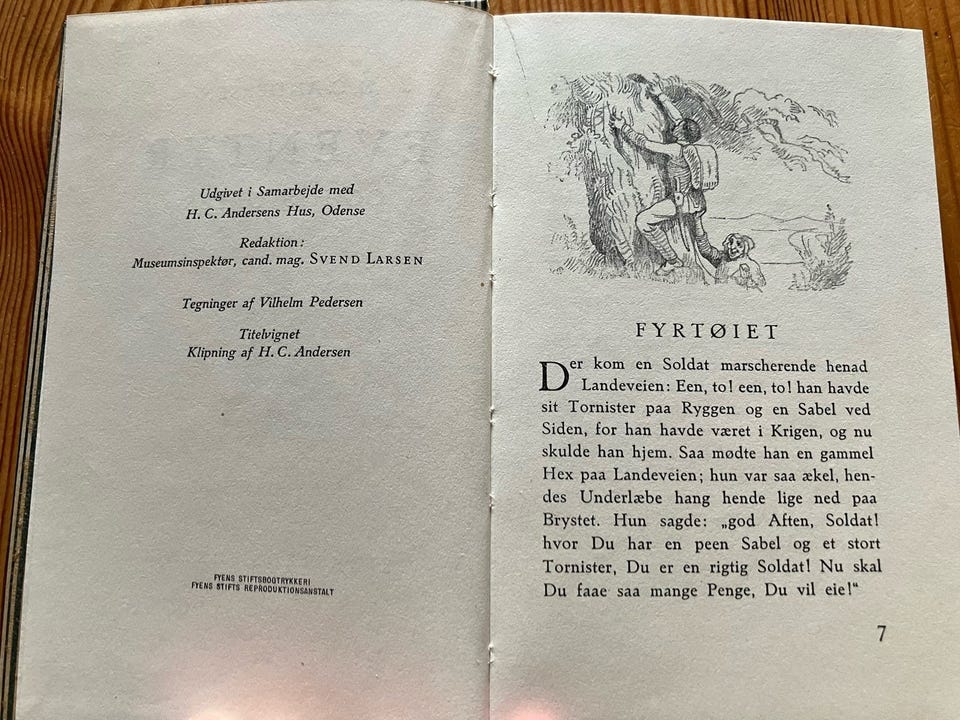 Udgivet i Samarbejde med
H. C. Andersens Hus, Odense
Redaktion:
Museumsinspektør, cand. mag. SVEND LARSEN
Tegninger af Vilhelm Pedersen
Titelvignet
Klipning af H. C. Andersen
FYENS STIFTSBOGTRYKKERI
FYENS STIFTS REPRODUKTIONSANSTALT
FYRTØIET
Der kom en Soldat marscherende henad
Landeveien: Een, to! een, to! han havde
sit Tornister paa Ryggen og en Sabel ved
Siden, for han havde været i Krigen, og nu
skulde han hjem. Saa mødte han en gammel
Hex paa Landeveien; hun var saa ækel, hen-
des Underlæbe hang hende lige ned paa
Brystet. Hun sagde: „god Aften, Soldat!
hvor Du har en peen Sabel og et stort
Tornister, Du er en rigtig Soldat! Nu skal
Du faae saa mange Penge, Du vil eie!“
7